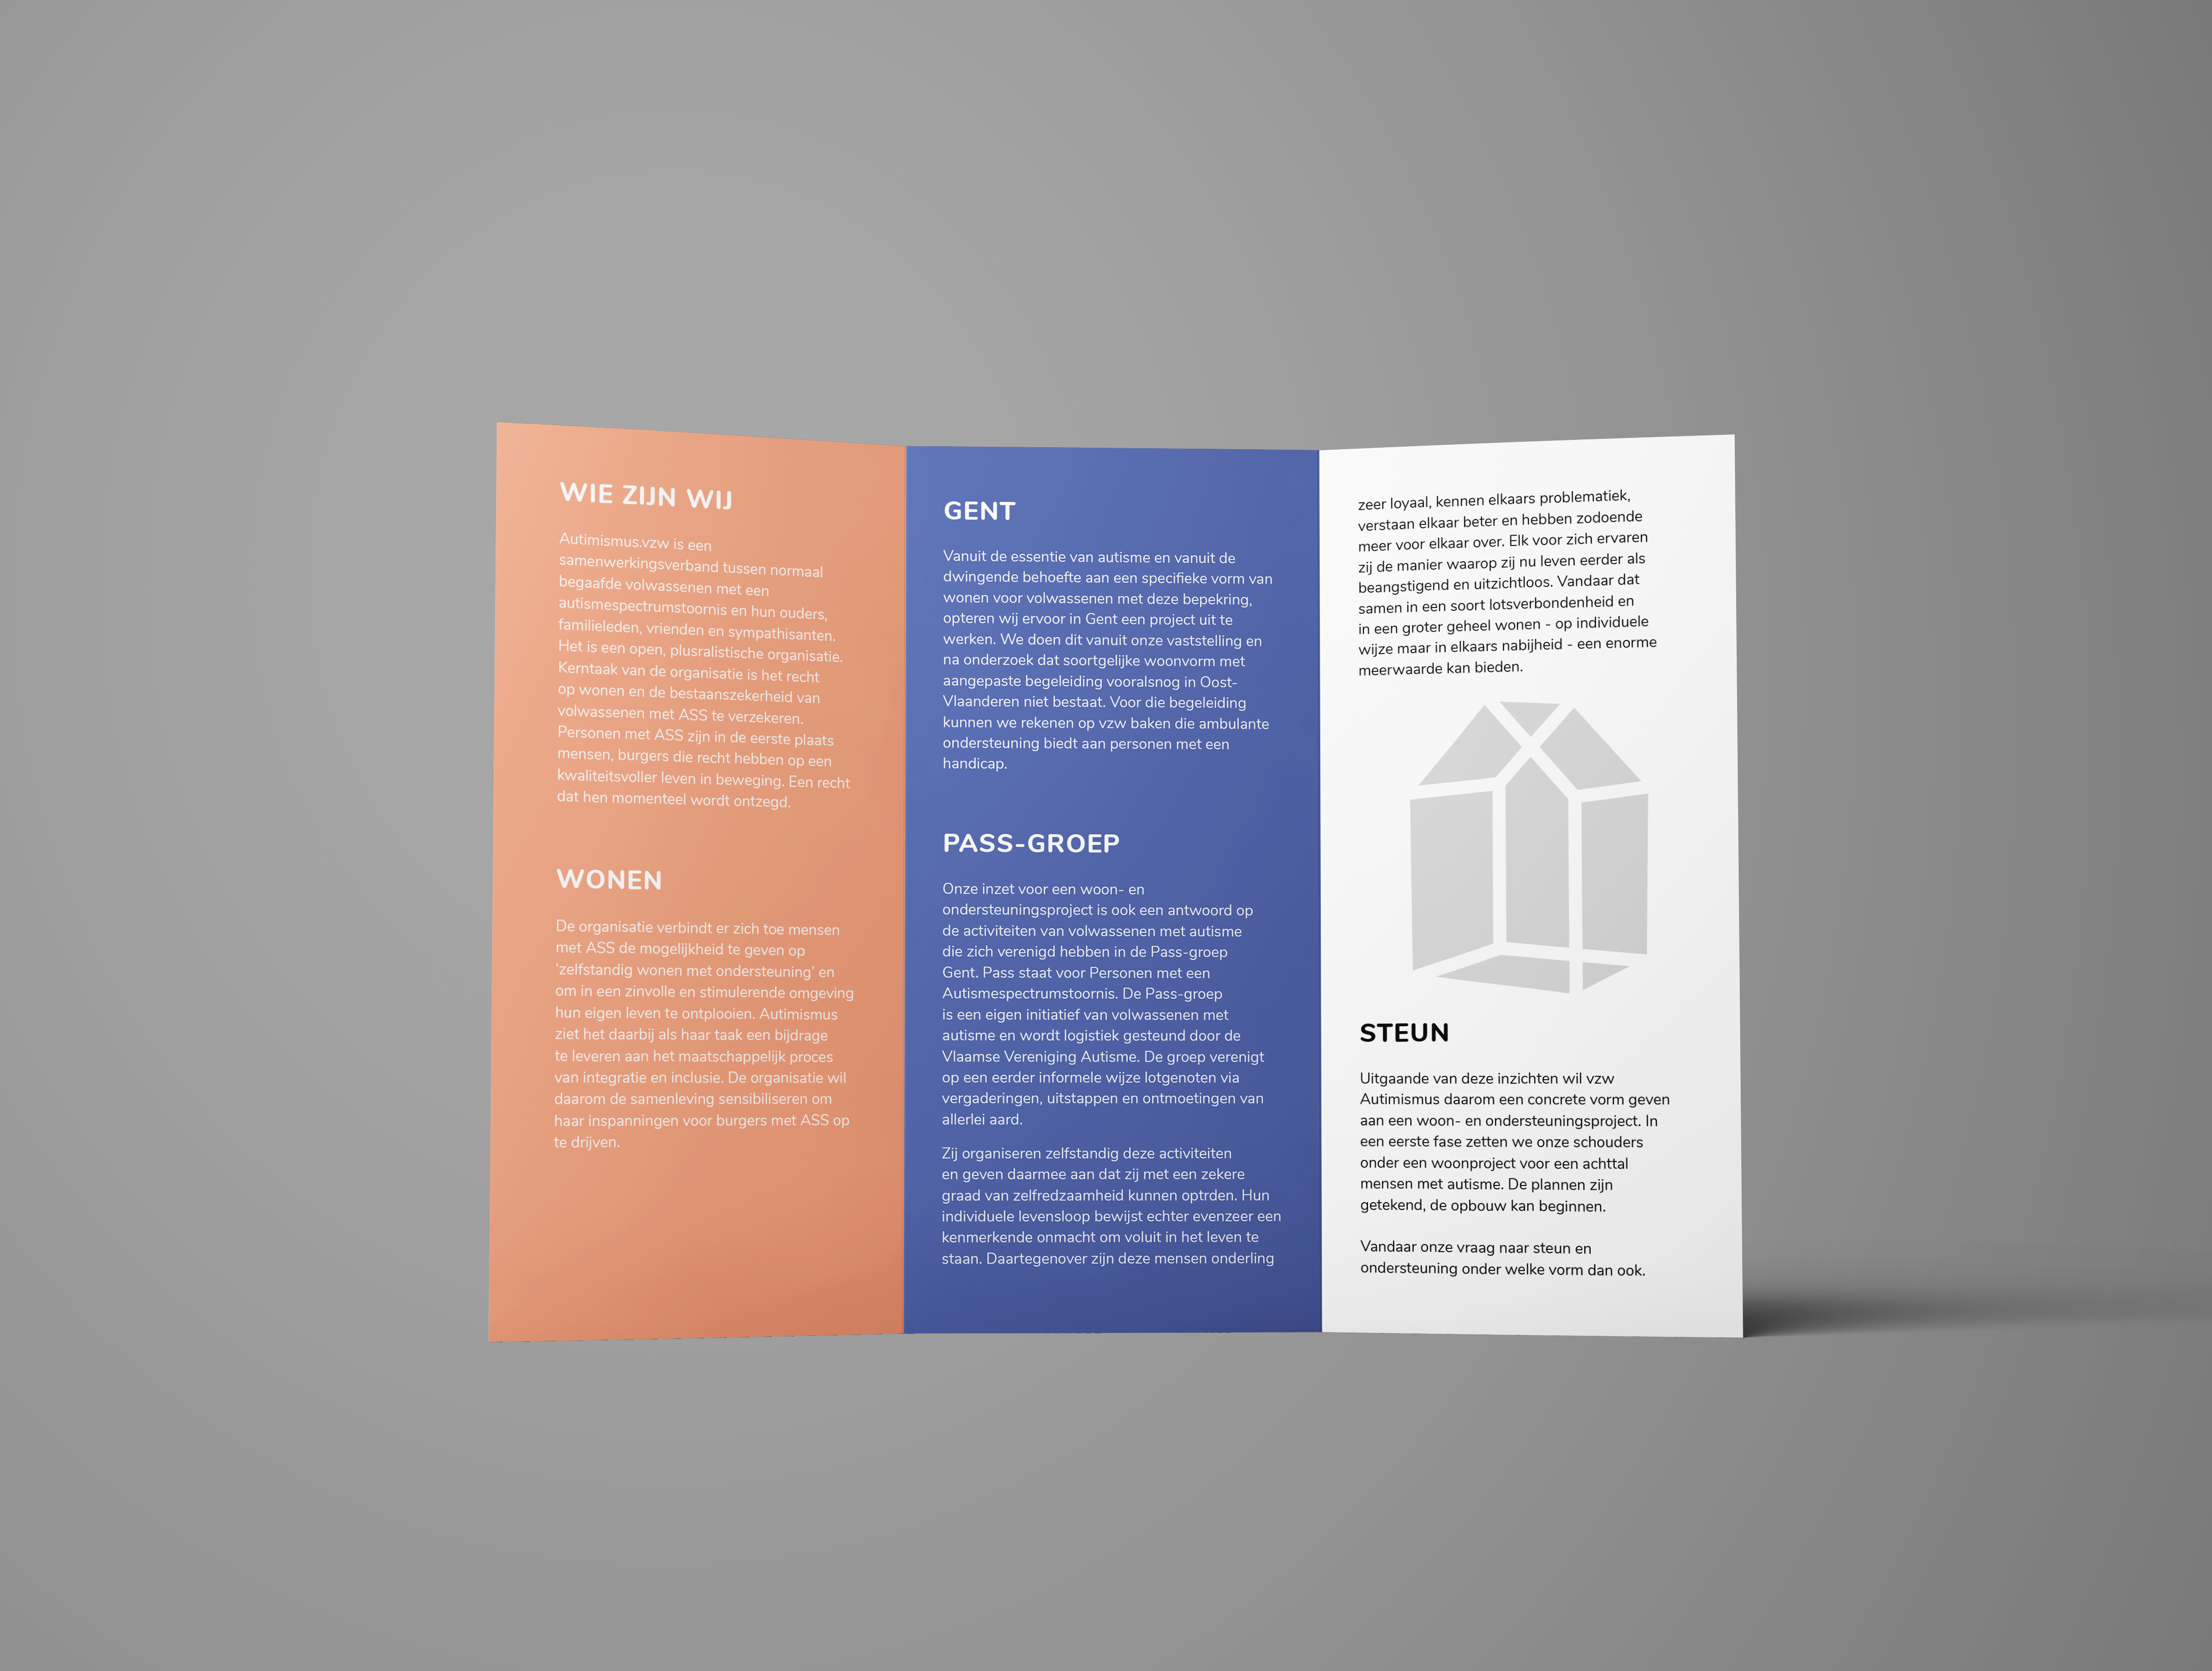 WIE ZIJN WIJ
Autimismus.vzw is een
samenwerkingsverband tussen normaal
begaafde volwassenen met een
autismespectrumstoornis en hun ouders,
familieleden, vrienden en sympathisanten.
Het is een open, plusralistische organisatie.
Kerntaak van de organisatie is het recht
op wonen en de bestaanszekerheid van
volwassenen met ASS te verzekeren.
Personen met ASS zijn in de eerste plaats
mensen, burgers die recht hebben op een
kwaliteitsvoller leven in beweging. Een recht
dat hen momenteel wordt ontzegd.
WONEN
De organisatie verbindt er zich toe mensen
met ASS de mogelijkheid te geven op
‘zelfstandig wonen met ondersteuning’ en
om in een zinvolle en stimulerende omgeving
hun eigen leven te ontplooien. Autimismus
ziet het daarbij als haar taak een bijdrage
te leveren aan het maatschappelijk proces
van integratie en inclusie. De organisatie wil
daarom de samenleving sensibiliseren om
haar inspanningen voor burgers met ASS op
te drijven.
GENT
Vanuit de essentie van autisme en vanuit de
dwingende behoefte aan een specifieke vorm van
wonen voor volwassenen met deze bepekring,
opteren wij ervoor in Gent een project uit te
werken. We doen dit vanuit onze vaststelling en
na onderzoek dat soortgelijke woonvorm met
aangepaste begeleiding vooralsnog in Oost-
Vlaanderen niet bestaat. Voor die begeleiding
kunnen we rekenen op vzw baken die ambulante
ondersteuning biedt aan personen met een
handicap.
PASS-GROEP
Onze inzet voor een woon- en
ondersteuningsproject is ook een antwoord op
de activiteiten van volwassenen met autisme
die zich verenigd hebben in de Pass-groep
Gent. Pass staat voor Personen met een
Autismespectrumstoornis. De Pass-groep
is een eigen initiatief van volwassenen met
autisme en wordt logistiek gesteund door de
Vlaamse Vereniging Autisme. De groep verenigt
op een eerder informele wijze lotgenoten via
vergaderingen, uitstappen en ontmoetingen van
allerlei aard.
Zij organiseren zelfstandig deze activiteiten
en geven daarmee aan dat zij met een zekere
graad van zelfredzaamheid kunnen optrden. Hun
individuele levensloop bewijst echter evenzeer een
kenmerkende onmacht om voluit in het leven te
staan. Daartegenover zijn deze mensen onderling
zeer loyaal, kennen elkaars problematiek,
verstaan elkaar beter en hebben zodoende
meer voor elkaar over. Elk voor zich ervaren
zij de manier waarop zij nu leven eerder als
beangstigend en uitzichtloos. Vandaar dat
samen in een soort lotsverbondenheid en
in een groter geheel wonen - op individuele
wijze maar in elkaars nabijheid - een enorme
meerwaarde kan bieden.
STEUN
Uitgaande van deze inzichten wil vzw
Autimismus daarom een concrete vorm geven
aan een woon- en ondersteuningsproject. In
een eerste fase zetten we onze schouders
onder een woonproject voor een achttal
mensen met autisme. De plannen zijn
getekend, de opbouw kan beginnen.
Vandaar onze vraag naar steun en
ondersteuning onder welke vorm dan ook.